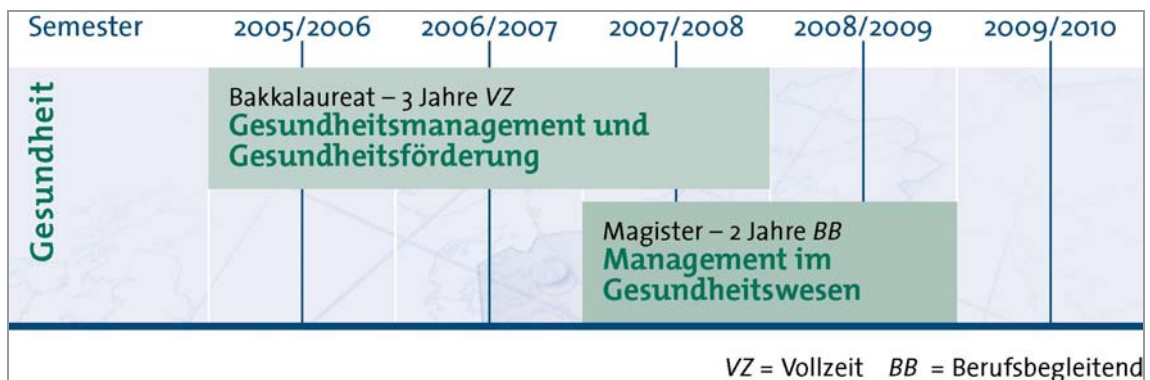 Semester 2005/2006 2006/2007 2007/2008 2008/2009 2009/2010
Gesundheit
Bakkalaureat – 3 Jahre VZ
Gesundheitsmanagement und
Gesundheitsförderung
Magister – 2 Jahre BB
Management im
Gesundheitswesen
VZ = Vollzeit BB = Berufsbegleitend